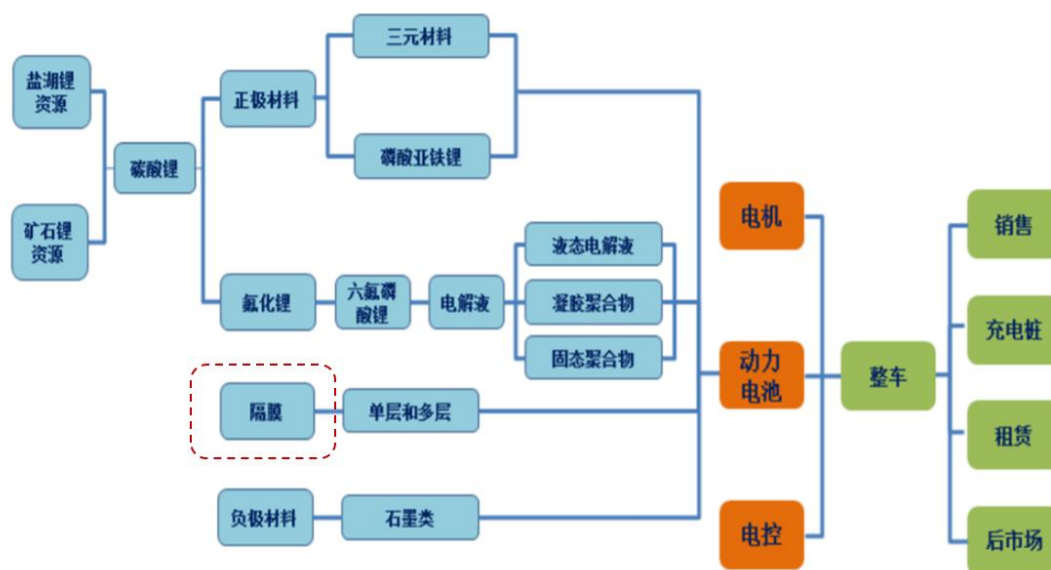 盐湖锂
资源
矿石锂
资源
碳酸锂
正极材料
三元材料
磷酸亚铁锂
氟化锂
六氟磷
酸锂
电解液
液态电解液
凝胶聚合物
固态聚合物
隔膜
单层和多层
负极材料
石墨类
电机
动力
电池
电控
整车
销售
充电桩
租赁
后市场